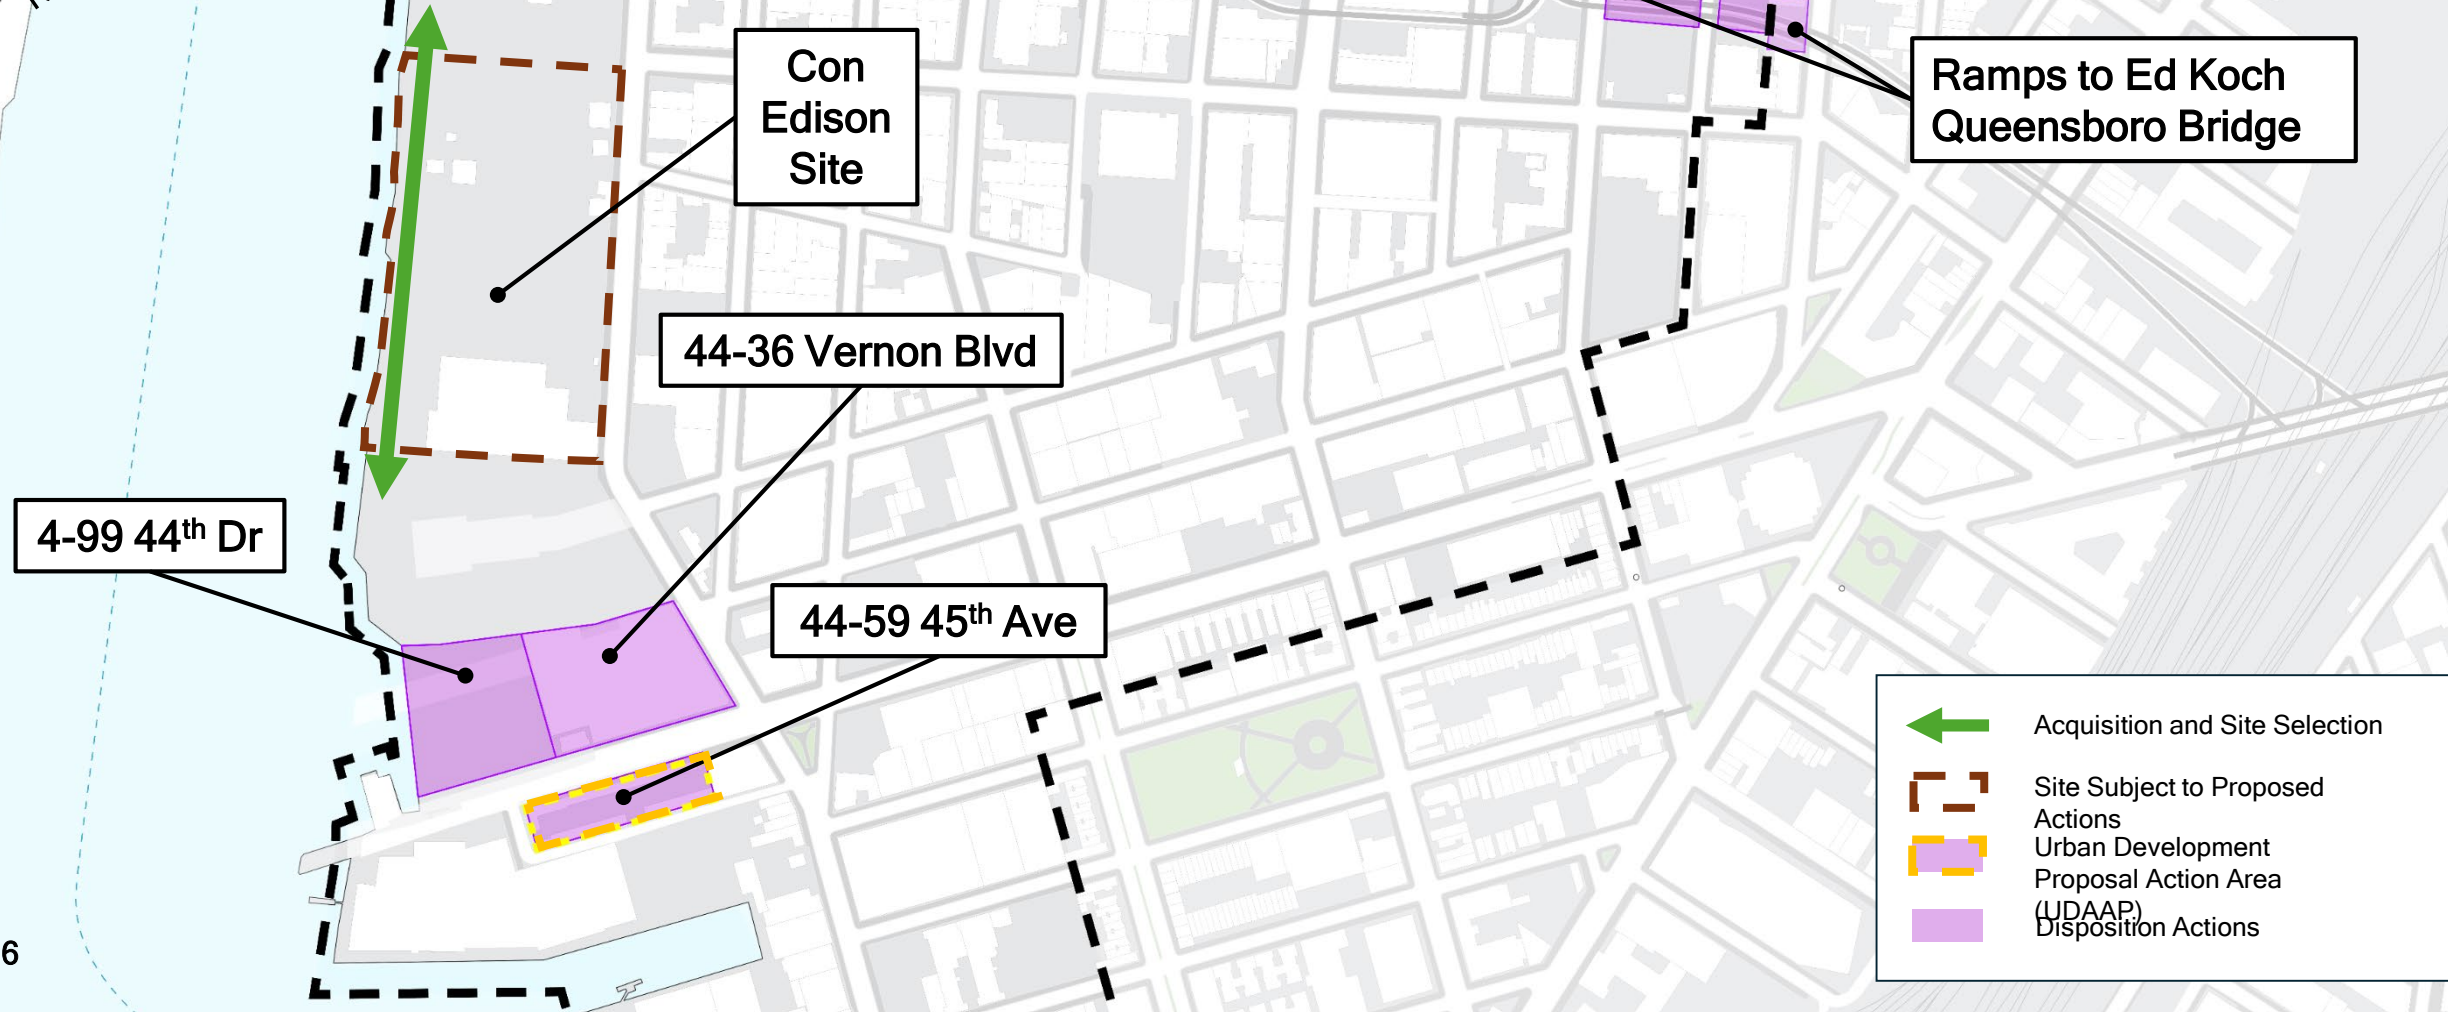 Con
Edison
Site
Ramps to Ed Koch
Queensboro Bridge
44-36 Vernon Blvd
4-99 44th Dr
44-59 45th Ave
Acquisition and Site Selection
Site Subject to Proposed
Actions
Urban Development
Proposal Action Area
(UDAAP)
Disposition Actions
6